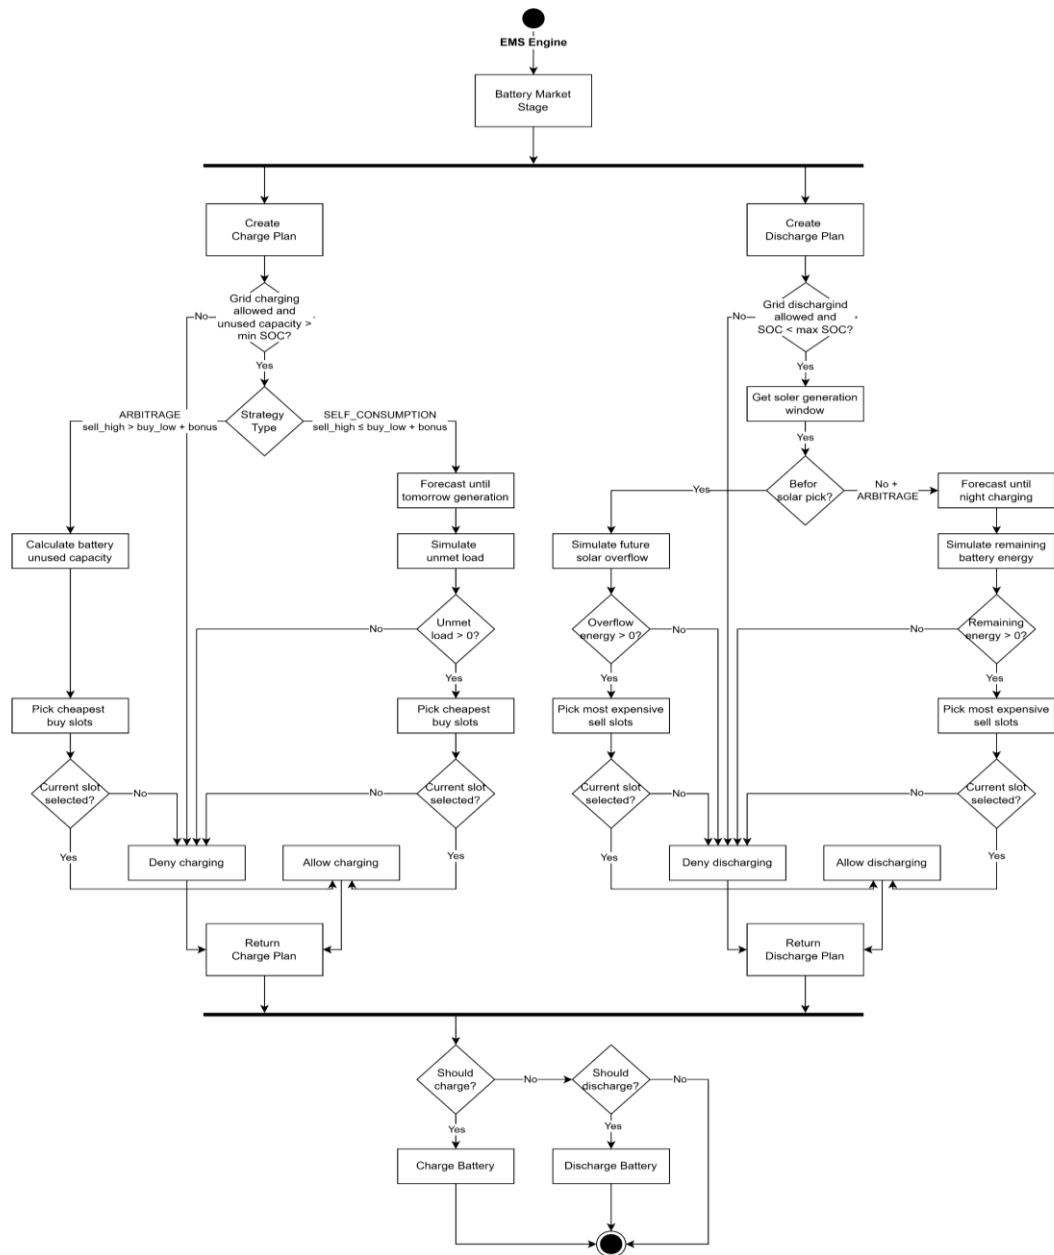 EMS Engine
Battery Market
Stage
Create
Charge Plan
Create
Discharge Plan
Grid charging
allowed and
unused capacity >
min SOC?
No
Yes
Grid dischargind
allowed and
SOC < max SOC?
No
Yes
Strategy
Type
ARBITRAGE
sell_high > buy_low + bonus
SELF_CONSUMPTION
sell_high ≤ buy_low + bonus
Get soler generation
window
Yes
Forecast until
tomorrow generation
Befor
solar pick?
Yes
No +
ARBITRAGE
Forecast until
night charging
Calculate battery
unused capacity
Simulate
unmet load
Simulate future
solar overflow
Simulate remaining
battery energy
Unmet
load > 0?
No
Yes
Overflow
energy > 0?
No
Yes
Remaining
energy > 0?
No
Yes
Pick cheapest
buy slots
Pick cheapest
buy slots
Pick most expensive
sell slots
Pick most expensive
sell slots
Current slot
selected?
No
Yes
Current slot
selected?
No
Yes
Current slot
selected?
No
Yes
Current slot
selected?
No
Yes
Deny charging
Allow charging
Deny discharging
Allow discharging
Return
Charge Plan
Return
Discharge Plan
Should
charge?
No
Yes
Should
discharge?
No
Yes
Charge Battery
Discharge Battery